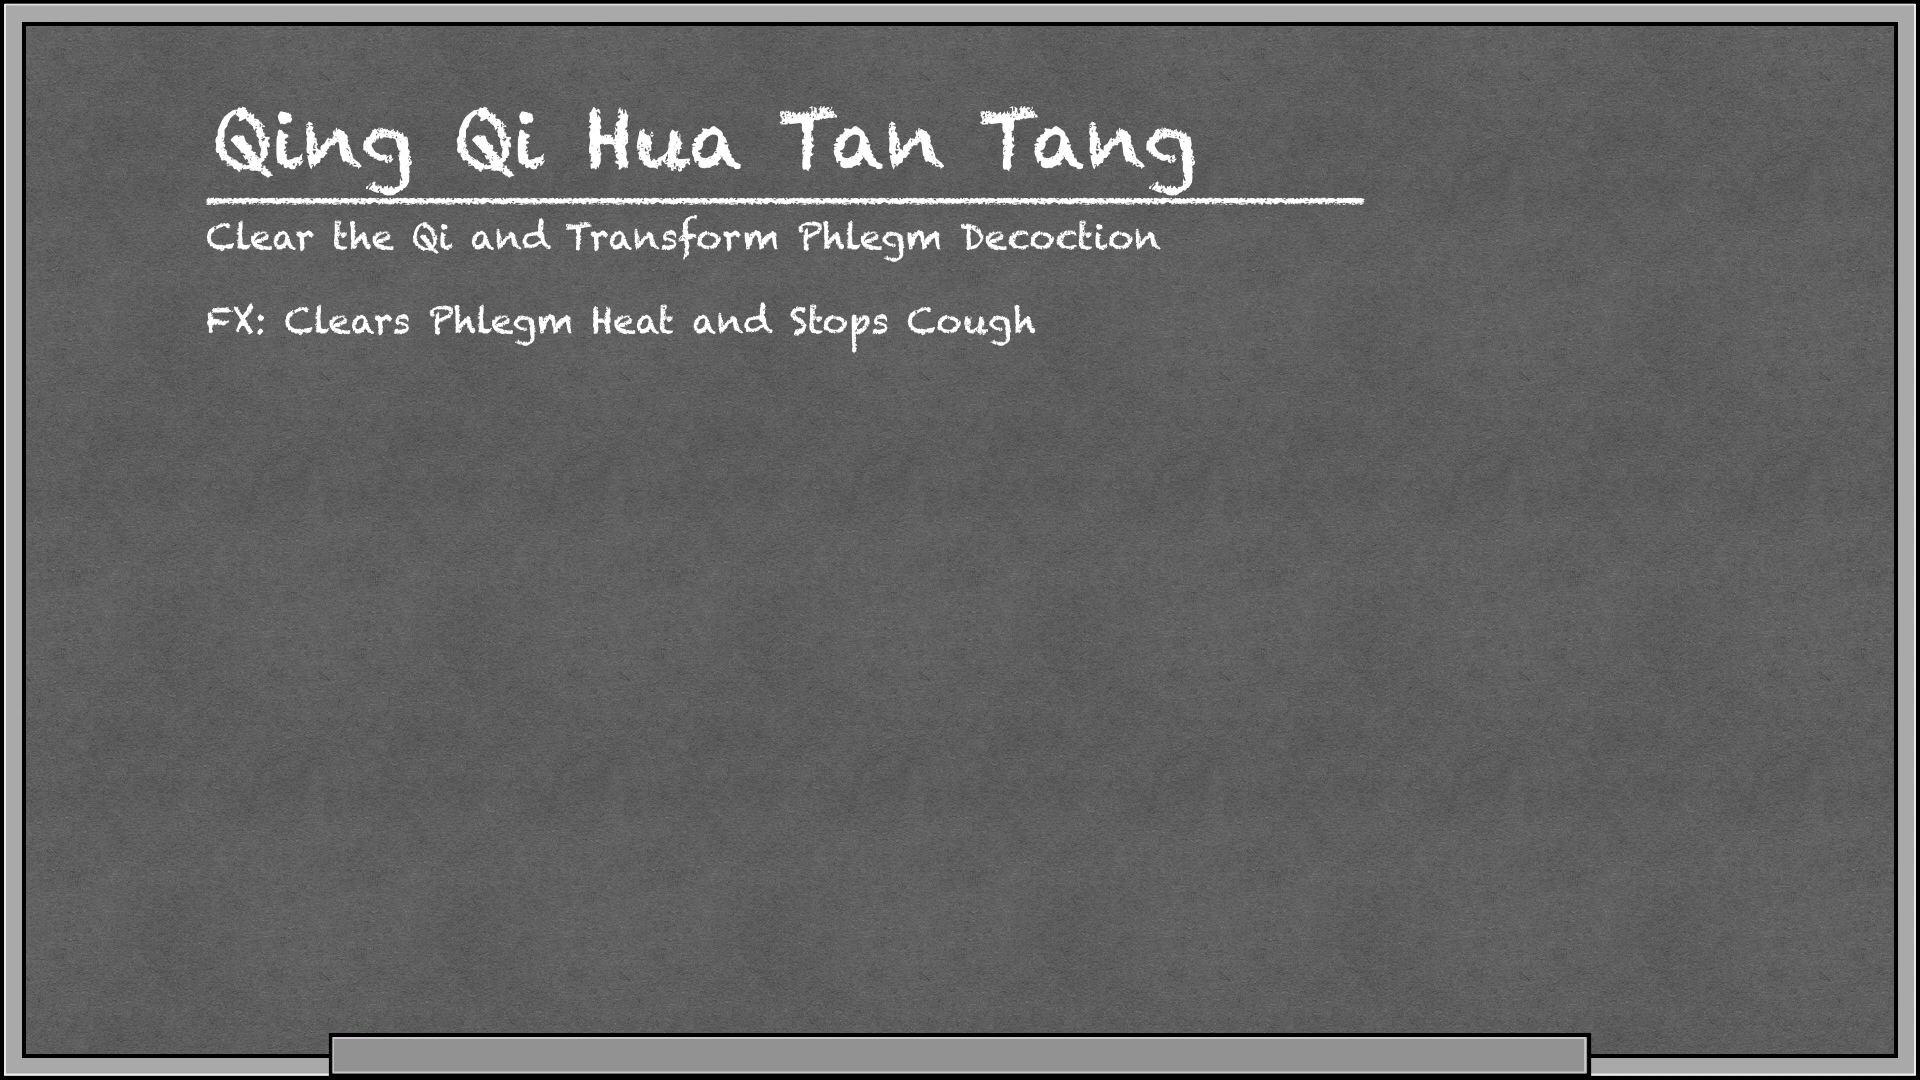 Qing Qi Hua Tan Tang
Clear the Qi and Transform Phlegm Decoction
FX: Clears Phlegm Heat and Stops Cough